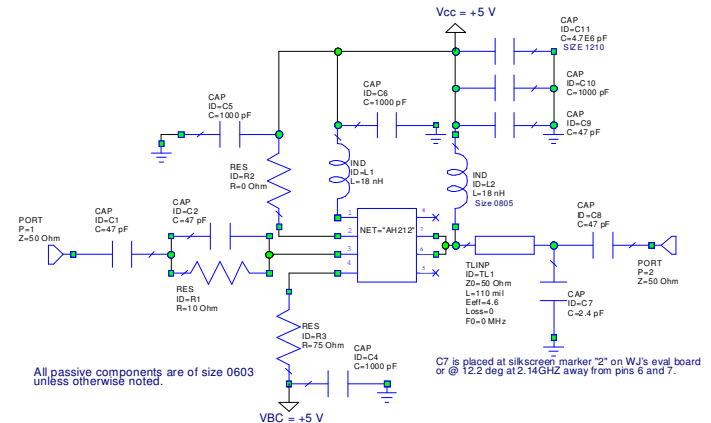 Vcc = +5 V
CAP
ID=C11
C=4.7E6 pF
SIZE 1210
CAP
ID=C10
C=1000 pF
CAP
ID=C9
C=47 pF
CAP
ID=C6
C=1000 pF
CAP
ID=C5
C=1000 pF
RES
ID=R2
R=0 Ohm
IND
ID=L1
L=18 nH
IND
ID=L2
L=18 nH
Size 0805
PORT
P=1
Z=50 Ohm
CAP
ID=C1
C=47 pF
CAP
ID=C2
C=47 pF
RES
ID=R1
R=10 Ohm
NET="AH212"
1
2
3
4
8
7
6
5
CAP
ID=C8
C=47 pF
PORT
P=2
Z=50 Ohm
TLINP
ID=TL1
Z0=50 Ohm
L=110 mil
Eeff=4.6
Loss=0
F0=0 MHz
CAP
ID=C7
C=2.4 pF
RES
ID=R3
R=75 Ohm
CAP
ID=C4
C=1000 pF
VBC = +5 V
All passive components are of size 0603
unless otherwise noted.
C7 is placed at silkscreen marker "2" on WJ's eval board
or @ 12.2 deg at 2.14GHZ away from pins 6 and 7.